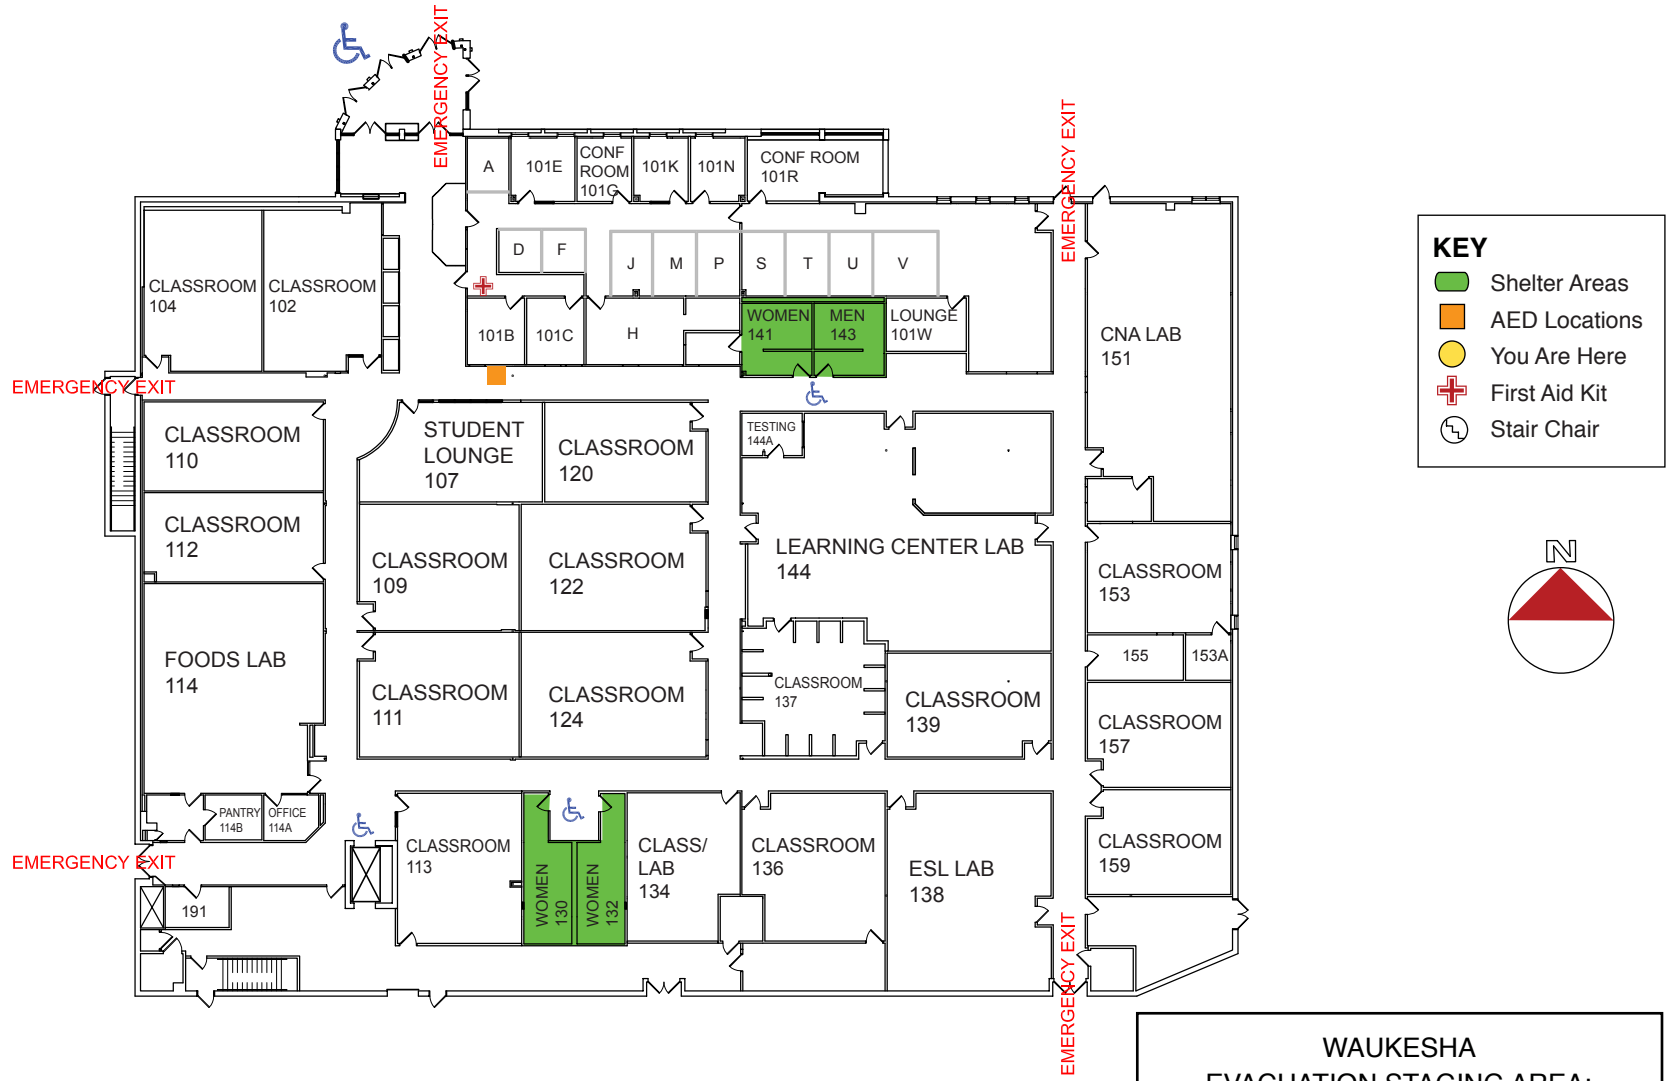 EMERGENCY EXIT
EMERGENCY EXIT
A
101E
CONF
ROOM
101G
101K
101N
CONF ROOM
101R
KEY
Shelter Areas
AED Locations
You Are Here
First Aid Kit
Stair Chair
CLASSROOM
104
CLASSROOM
102
D
F
J
M
P
S
T
U
V
101B
101C
H
WOMEN
141
MEN
143
LOUNGE
101W
CNA LAB
151
EMERGENCY EXIT
CLASSROOM
110
STUDENT
LOUNGE
107
CLASSROOM
120
TESTING
144A
CLASSROOM
112
CLASSROOM
109
CLASSROOM
122
LEARNING CENTER LAB
144
CLASSROOM
153
N
FOODS LAB
114
CLASSROOM
111
CLASSROOM
124
CLASSROOM
137
CLASSROOM
139
155
153A
CLASSROOM
157
PANTRY
114B
OFFICE
114A
CLASSROOM
113
WOMEN
130
WOMEN
132
CLASS/
LAB
134
CLASSROOM
136
ESL LAB
138
CLASSROOM
159
EMERGENCY EXIT
191
EMERGENCY EXIT
WAUKESHA
EVACUATION STAGING AREA: